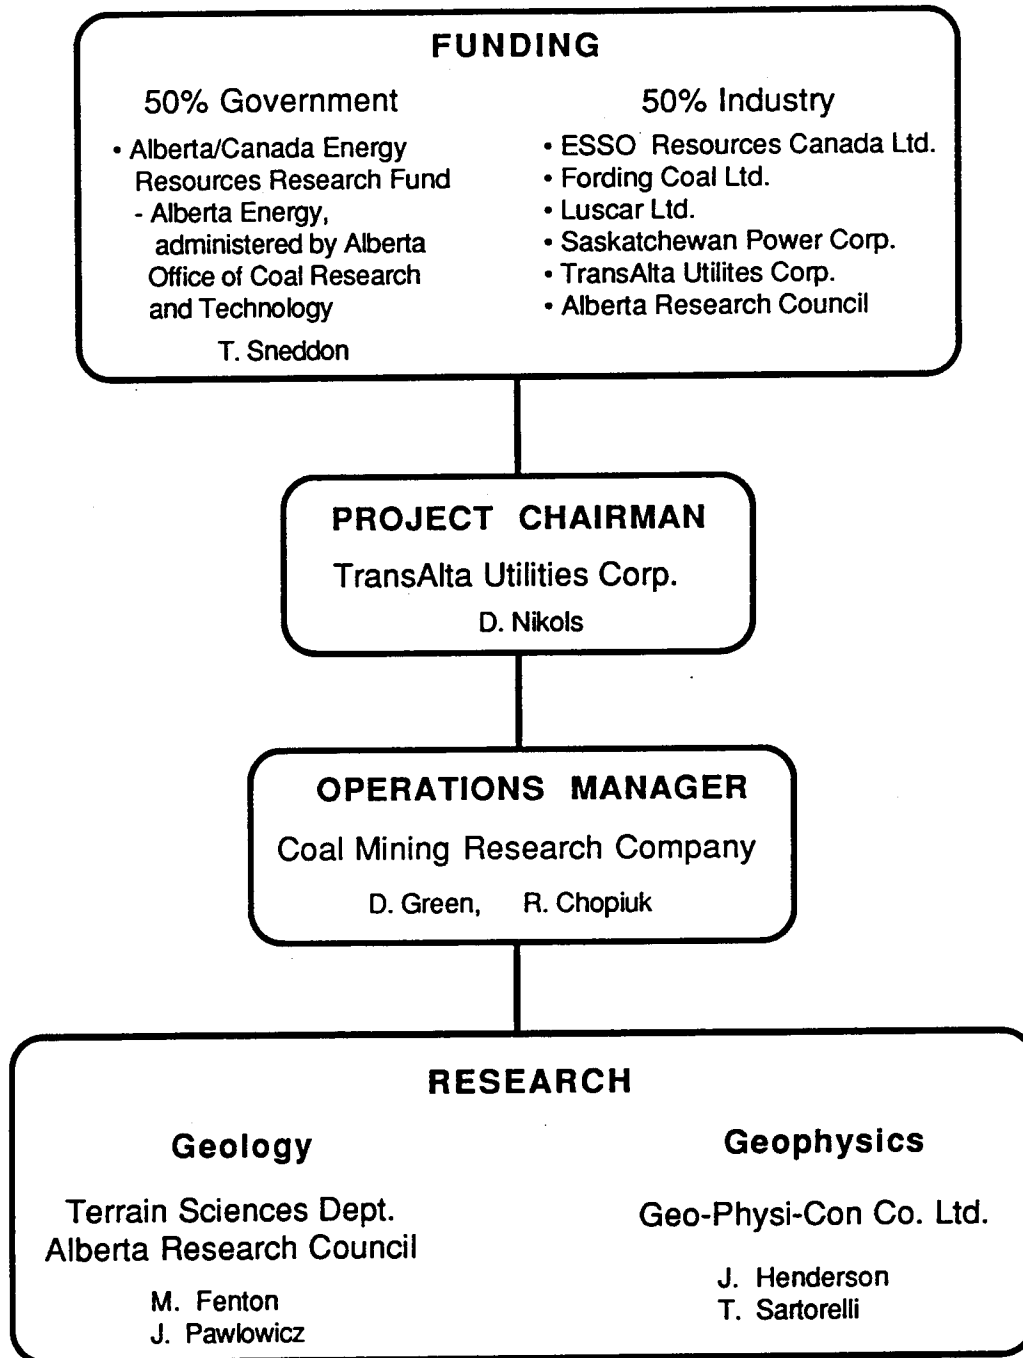 FUNDING
50% Government
• Alberta/Canada Energy
Resources Research Fund
- Alberta Energy,
administered by Alberta
Office of Coal Research
and Technology
T. Sneddon
50% Industry
• ESSO Resources Canada Ltd.
• Fording Coal Ltd.
• Luscar Ltd.
• Saskatchewan Power Corp.
• TransAlta Utilites Corp.
• Alberta Research Council
PROJECT CHAIRMAN
TransAlta Utilities Corp.
D. Nikols
OPERATIONS MANAGER
Coal Mining Research Company
D. Green, R. Chopiuk
RESEARCH
Geology
Terrain Sciences Dept.
Alberta Research Council
M. Fenton
J. Pawlowicz
Geophysics
Geo-Physi-Con Co. Ltd.
J. Henderson
T. Sartorelli